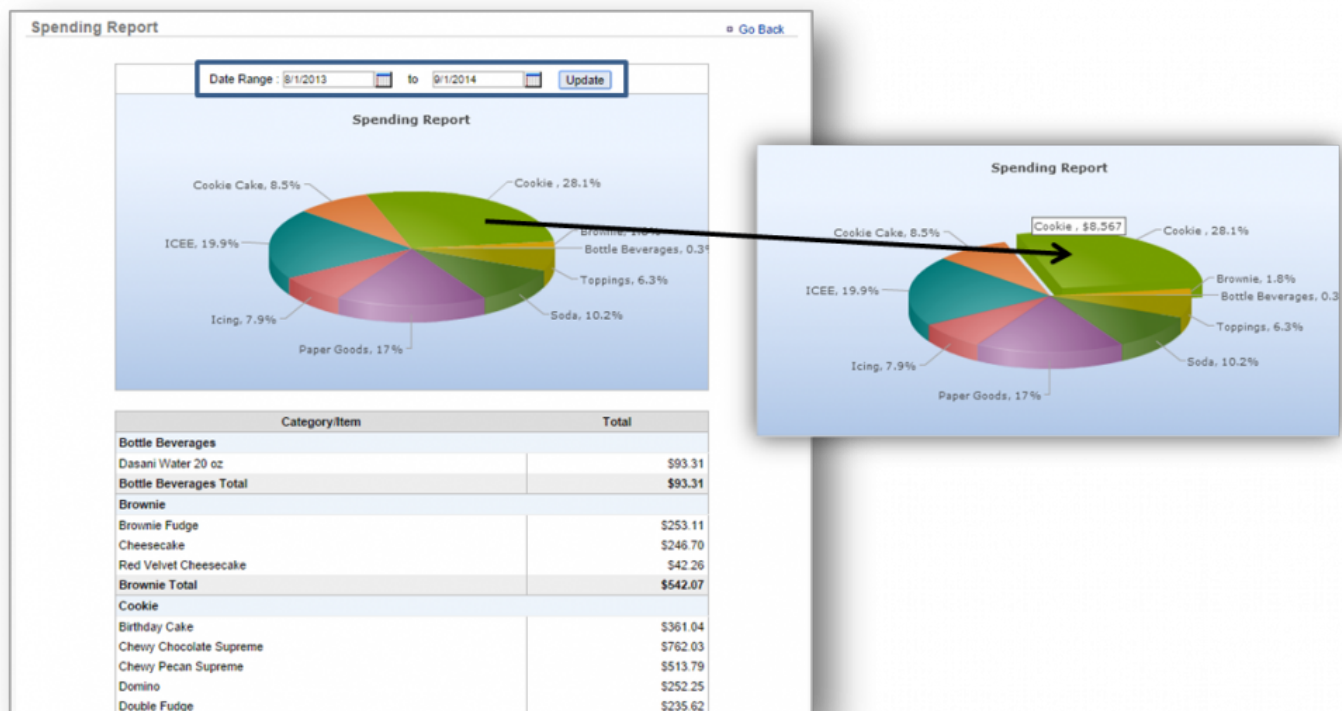 Spending Report
Go Back
Date Range : 8/1/2013 to 9/1/2014 Update
Spending Report
Cookie Cake, 8.5%
Cookie , 28.1%
ICEE, 19.9%
Brownie, 1.8%
Bottle Beverages, 0.3
Toppings, 6.3%
Icing, 7.9%
Soda, 10.2%
Paper Goods, 17%
Category/Item Total
Bottle Beverages
Dasani Water 20 oz $93.31
Bottle Beverages Total $93.31
Brownie
Brownie Fudge $253.11
Cheesecake $246.70
Red Velvet Cheesecake $42.26
Brownie Total $542.07
Cookie
Birthday Cake $361.04
Chewy Chocolate Supreme $762.03
Chewy Pecan Supreme $513.79
Domino $252.25
Double Fudge $235.62
Spending Report
Cookie , $8.567
Cookie Cake, 8.5%
Cookie , 28.1%
ICEE, 19.9%
Brownie, 1.8%
Bottle Beverages, 0.3
Toppings, 6.3%
Icing, 7.9%
Soda, 10.2%
Paper Goods, 17%